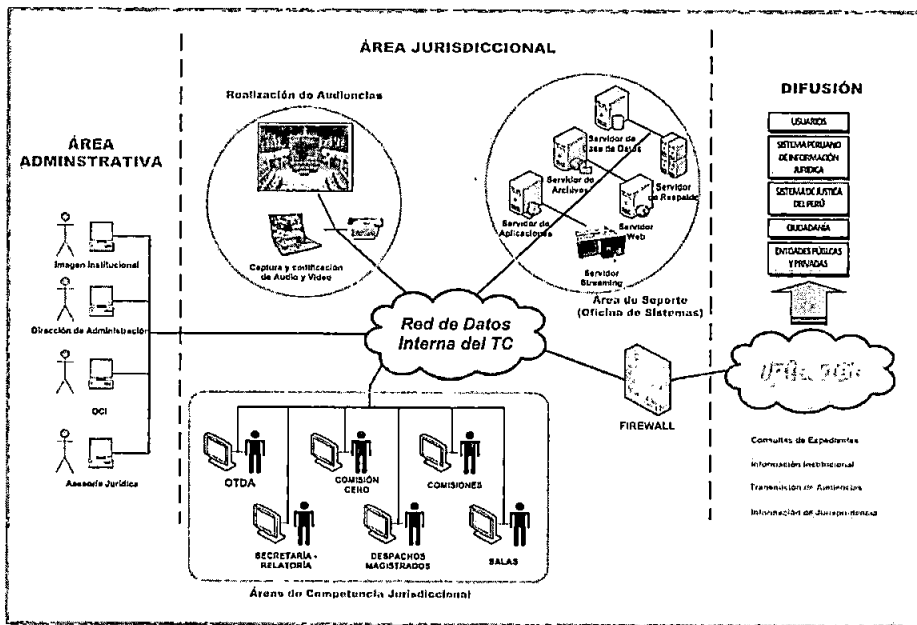 ÁREA JURISDICCIONAL
Realización de Audiencias
Captura y codificación
de Audio y Video
Servidor de
Base de Datos
Servidor de
Archivos
Servidor
de Respaldo
Servidor de
Aplicaciones
Servidor
Web
Servidor
Streaming
Área de Soporte
(Oficina de Sistemas)
ÁREA
ADMINSTRATIVA
Imagen Institucional
Dirección de Administración
OCI
Asesoría Jurídica
Red de Datos
Interna del TC
FIREWALL
OTDA
COMISIÓN
CERO
COMISIONES
SECRETARÍA -
RELATORÍA
DESPACHOS
MAGISTRADOS
SALAS
Áreas de Competencia Jurisdiccional
DIFUSIÓN
USUARIOS
SISTEMA PERUANO
DE INFORMACIÓN
JURÍDICA
SISTEMA DE JUSTICIA
DEL PERÚ
CIUDADANÍA
ENTIDADES PÚBLICAS
Y PRIVADAS
Consultas de Expedientes
Información Institucional
Transmisión de Audiencias
Información de Jurisprudencia